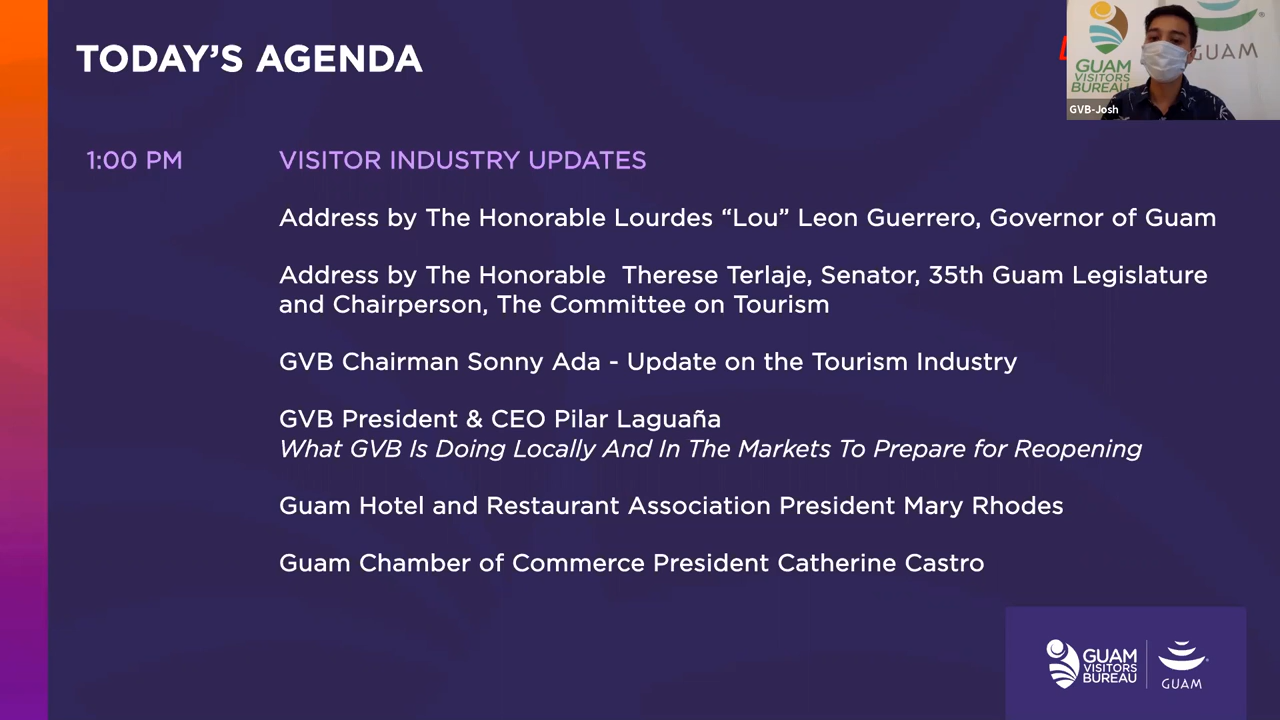 TODAY'S AGENDA
GUAM
VISITORS
BUREAU
GUAM
GVB-Josh
1:00 PM
VISITOR INDUSTRY UPDATES
Address by The Honorable Lourdes “Lou” Leon Guerrero, Governor of Guam
Address by The Honorable  Therese Terlaje, Senator, 35th Guam Legislature
and Chairperson, The Committee on Tourism
GVB Chairman Sonny Ada - Update on the Tourism Industry
GVB President & CEO Pilar Laguaña
What GVB Is Doing Locally And In The Markets To Prepare for Reopening
Guam Hotel and Restaurant Association President Mary Rhodes
Guam Chamber of Commerce President Catherine Castro
GUAM
VISITORS
BUREAU
GUAM